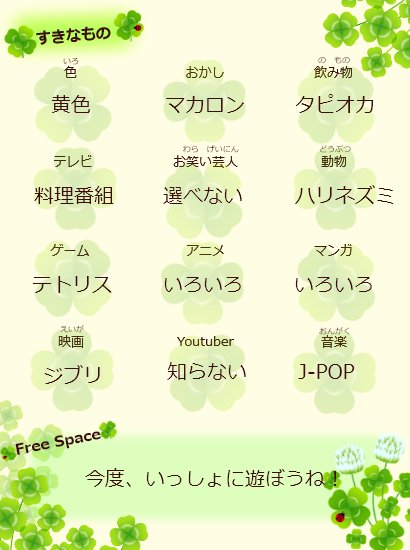 すきなもの
いろ
の もの
色 おかし 飲み物
黄色 マカロン タピオカ
わら げいにん どうぶつ
テレビ お笑い芸人 動物
料理番組 選べない ハリネズミ
ゲーム アニメ マンガ
テトリス いろいろ いろいろ
えいが おんがく
映画 Youtuber 音楽
ジブリ 知らない J-POP
Free Space
今度、いっしょに遊ぼうね！